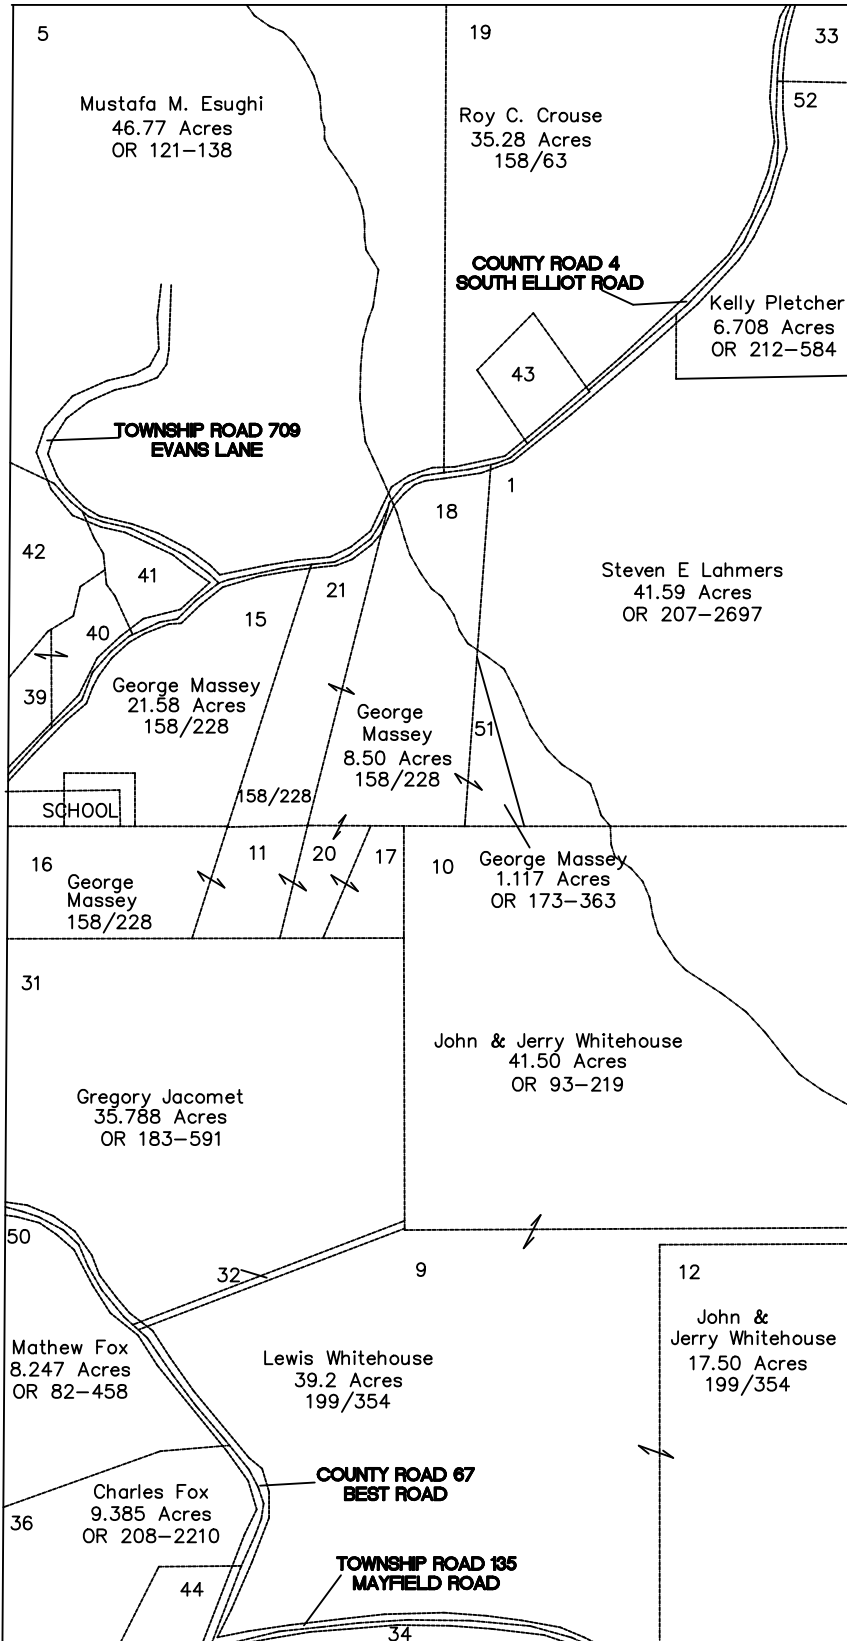 5
19
33
Mustafa M. Esughi
46.77 Acres
OR 121-138
52
Roy C. Crouse
35.28 Acres
158/63
COUNTY ROAD 4
SOUTH ELLIOT ROAD
Kelly Pletcher
6.708 Acres
OR 212-584
43
TOWNSHIP ROAD 709
EVANS LANE
1
18
42
41
21
Steven E Lahmers
41.59 Acres
OR 207-2697
15
40
39
George Massey
21.58 Acres
158/228
George
Massey
8.50 Acres
158/228
51
158/228
SCHOOL
16
George
Massey
158/228
11
20
17
10
George Massey
1.117 Acres
OR 173-363
31
John & Jerry Whitehouse
41.50 Acres
OR 93-219
Gregory Jacomet
35.788 Acres
OR 183-591
50
32
9
12
John &
Jerry Whitehouse
17.50 Acres
199/354
Mathew Fox
8.247 Acres
OR 82-458
Lewis Whitehouse
39.2 Acres
199/354
COUNTY ROAD 67
BEST ROAD
Charles Fox
9.385 Acres
OR 208-2210
36
TOWNSHIP ROAD 135
MAYFIELD ROAD
44
34